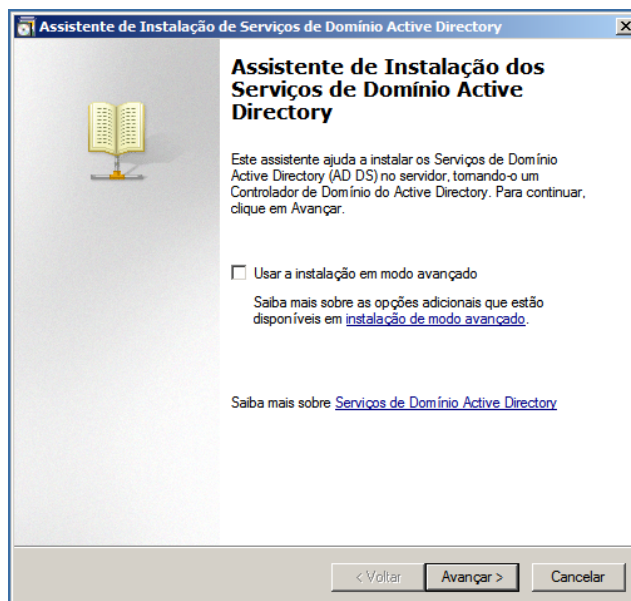 Assistente de Instalação de Serviços de Domínio Active Directory
Assistente de Instalação dos
Serviços de Domínio Active
Directory
Este assistente ajuda a instalar os Serviços de Domínio
Active Directory (AD DS) no servidor, tornando-o um
Controlador de Domínio do Active Directory. Para continuar,
clique em Avançar.
Usar a instalação em modo avançado
Saiba mais sobre as opções adicionais que estão
disponíveis em instalação de modo avançado.
Saiba mais sobre Serviços de Domínio Active Directory
< Voltar
Avançar >
Cancelar